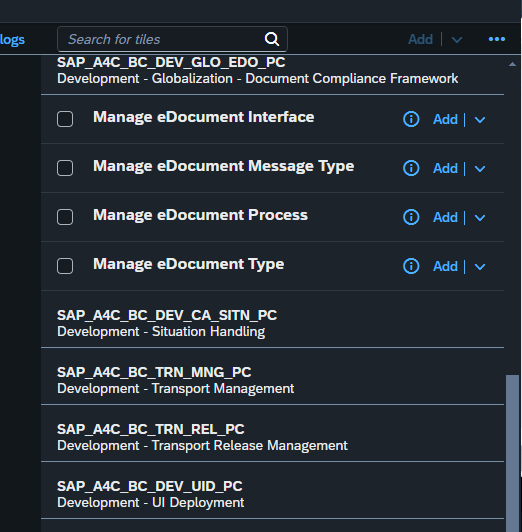 logs
Search for tiles
Add
SAP_A4C_BC_DEV_GLO_EDO_PC
Development - Globalization - Document Compliance Framework
Manage eDocument Interface
Add
Manage eDocument Message Type
Add
Manage eDocument Process
Add
Manage eDocument Type
Add
SAP_A4C_BC_DEV_CA_SITN_PC
Development - Situation Handling
SAP_A4C_BC_TRN_MNG_PC
Development - Transport Management
SAP_A4C_BC_TRN_REL_PC
Development - Transport Release Management
SAP_A4C_BC_DEV_UID_PC
Development - UI Deployment